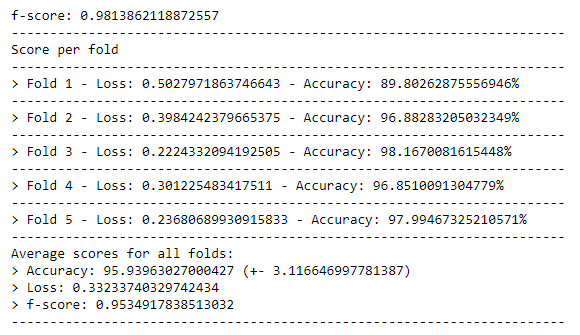 f-score: 0.9813862118872557
------------------------------------------------------------------------
Score per fold
------------------------------------------------------------------------
> Fold 1 - Loss: 0.5027971863746643 - Accuracy: 89.80262875556946%
------------------------------------------------------------------------
> Fold 2 - Loss: 0.3984242379665375 - Accuracy: 96.88283205032349%
------------------------------------------------------------------------
> Fold 3 - Loss: 0.2224332094192505 - Accuracy: 98.1670081615448%
------------------------------------------------------------------------
> Fold 4 - Loss: 0.301225483417511 - Accuracy: 96.8510091304779%
------------------------------------------------------------------------
> Fold 5 - Loss: 0.23680689930915833 - Accuracy: 97.99467325210571%
------------------------------------------------------------------------
Average scores for all folds:
> Accuracy: 95.93963027000427 (+- 3.116646997781387)
> Loss: 0.33233740329742434
> f-score: 0.9534917838513032
------------------------------------------------------------------------